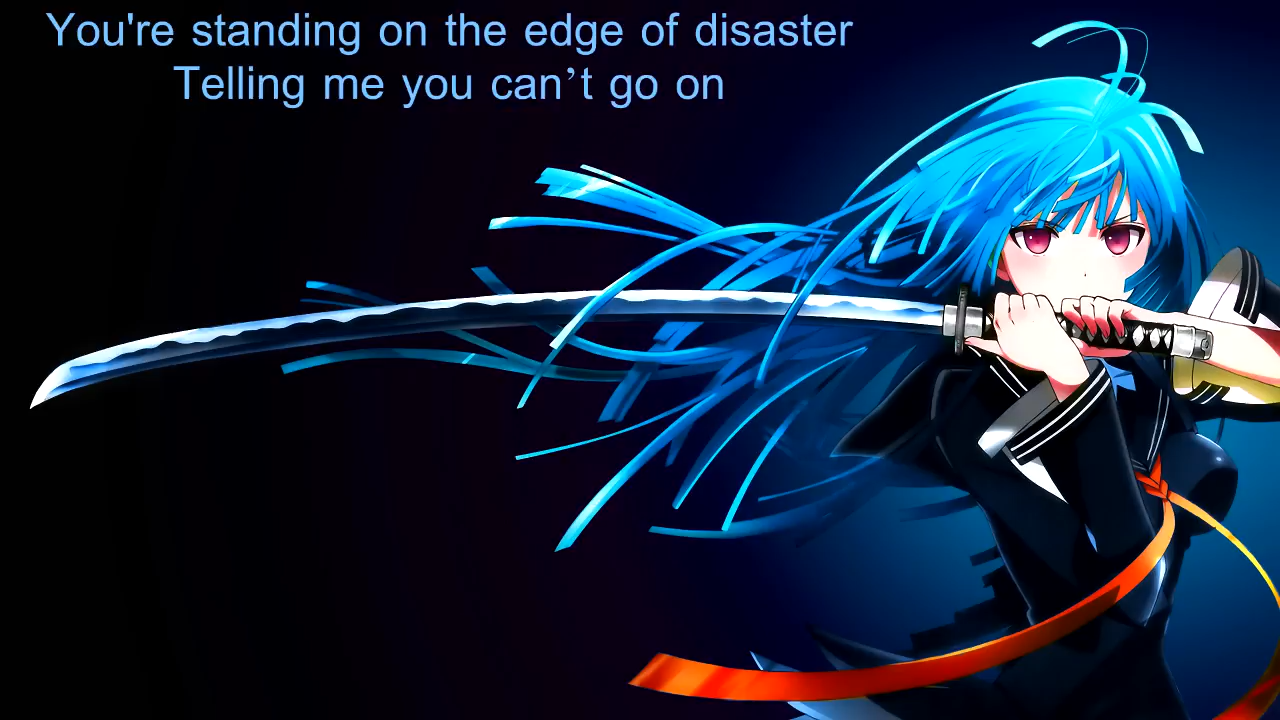 You're standing on the edge of disaster
Telling me you can’t go on